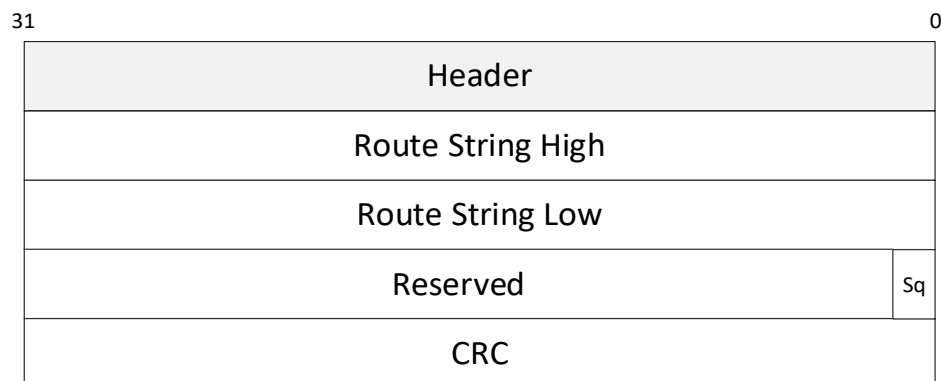 31 0
Header
Route String High
Route String Low
Reserved Sq
CRC